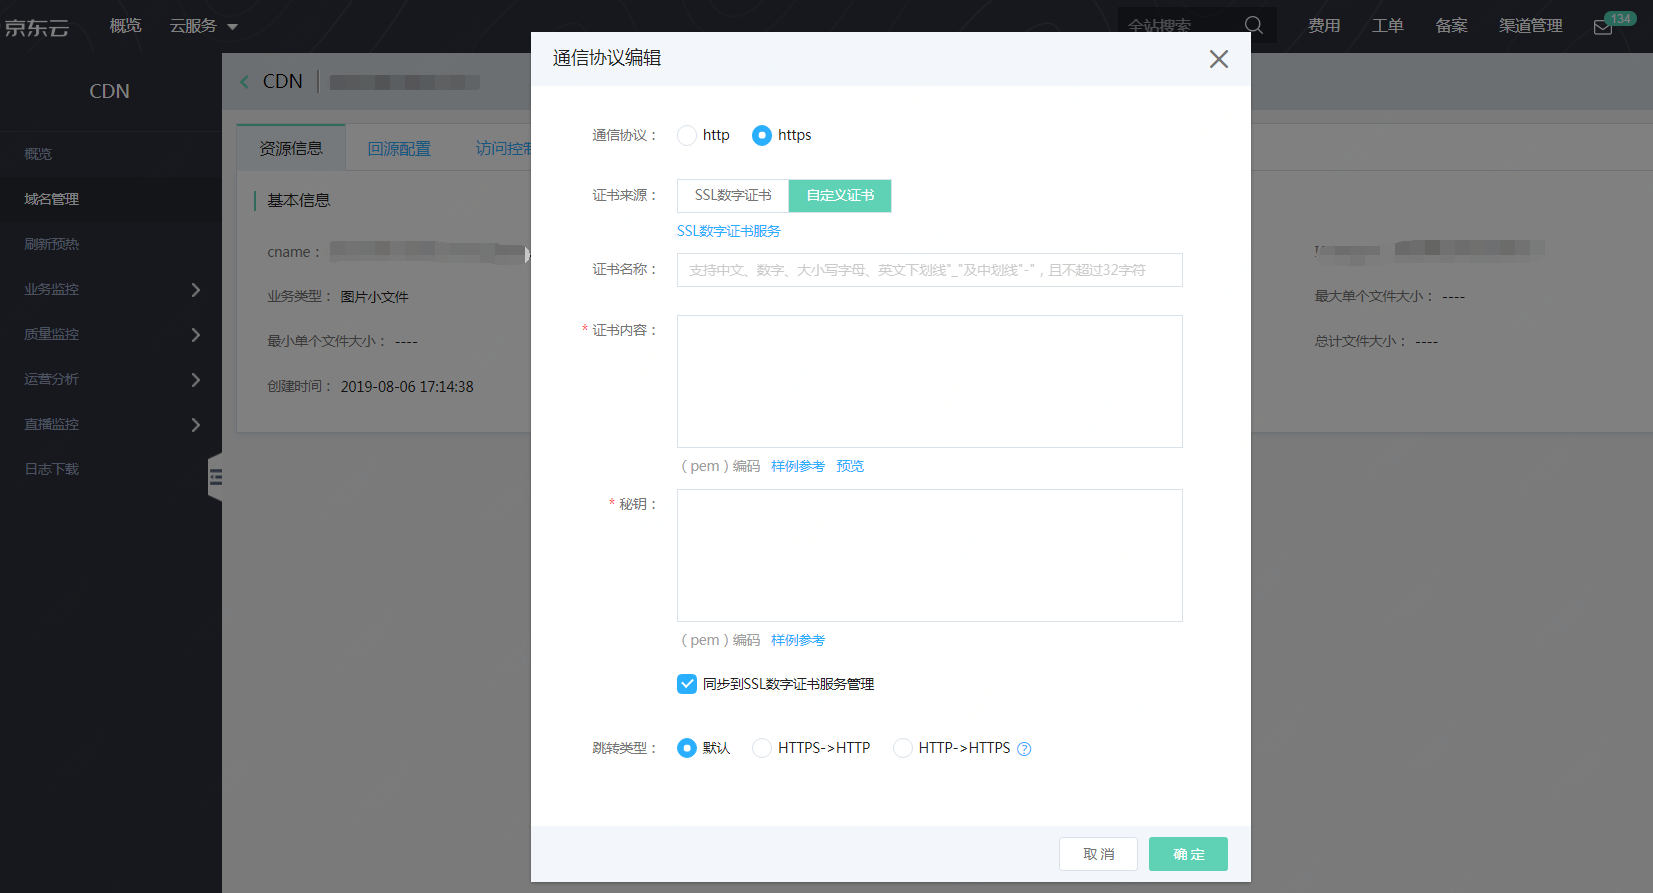 京东云
概览
云服务
全站搜索
费用
工单
备案
渠道管理
134
CDN
概览
域名管理
刷新预热
业务监控
质量监控
运营分析
直播监控
日志下载
CDN
资源信息
回源配置
访问控制
基本信息
cname：
业务类型： 图片小文件
最小单个文件大小： ----
创建时间： 2019-08-06 17:14:38
最大单个文件大小： ----
总计文件大小： ----
通信协议编辑
通信协议： http https
证书来源： SSL数字证书 自定义证书
SSL数字证书服务
证书名称： 支持中文、数字、大小写字母、英文下划线"_"及中划线"-"，且不超过32字符
* 证书内容：
（pem）编码 样例参考 预览
* 秘钥：
（pem）编码 样例参考
同步到SSL数字证书服务管理
跳转类型： 默认 HTTPS->HTTP HTTP->HTTPS ?
取消 确定